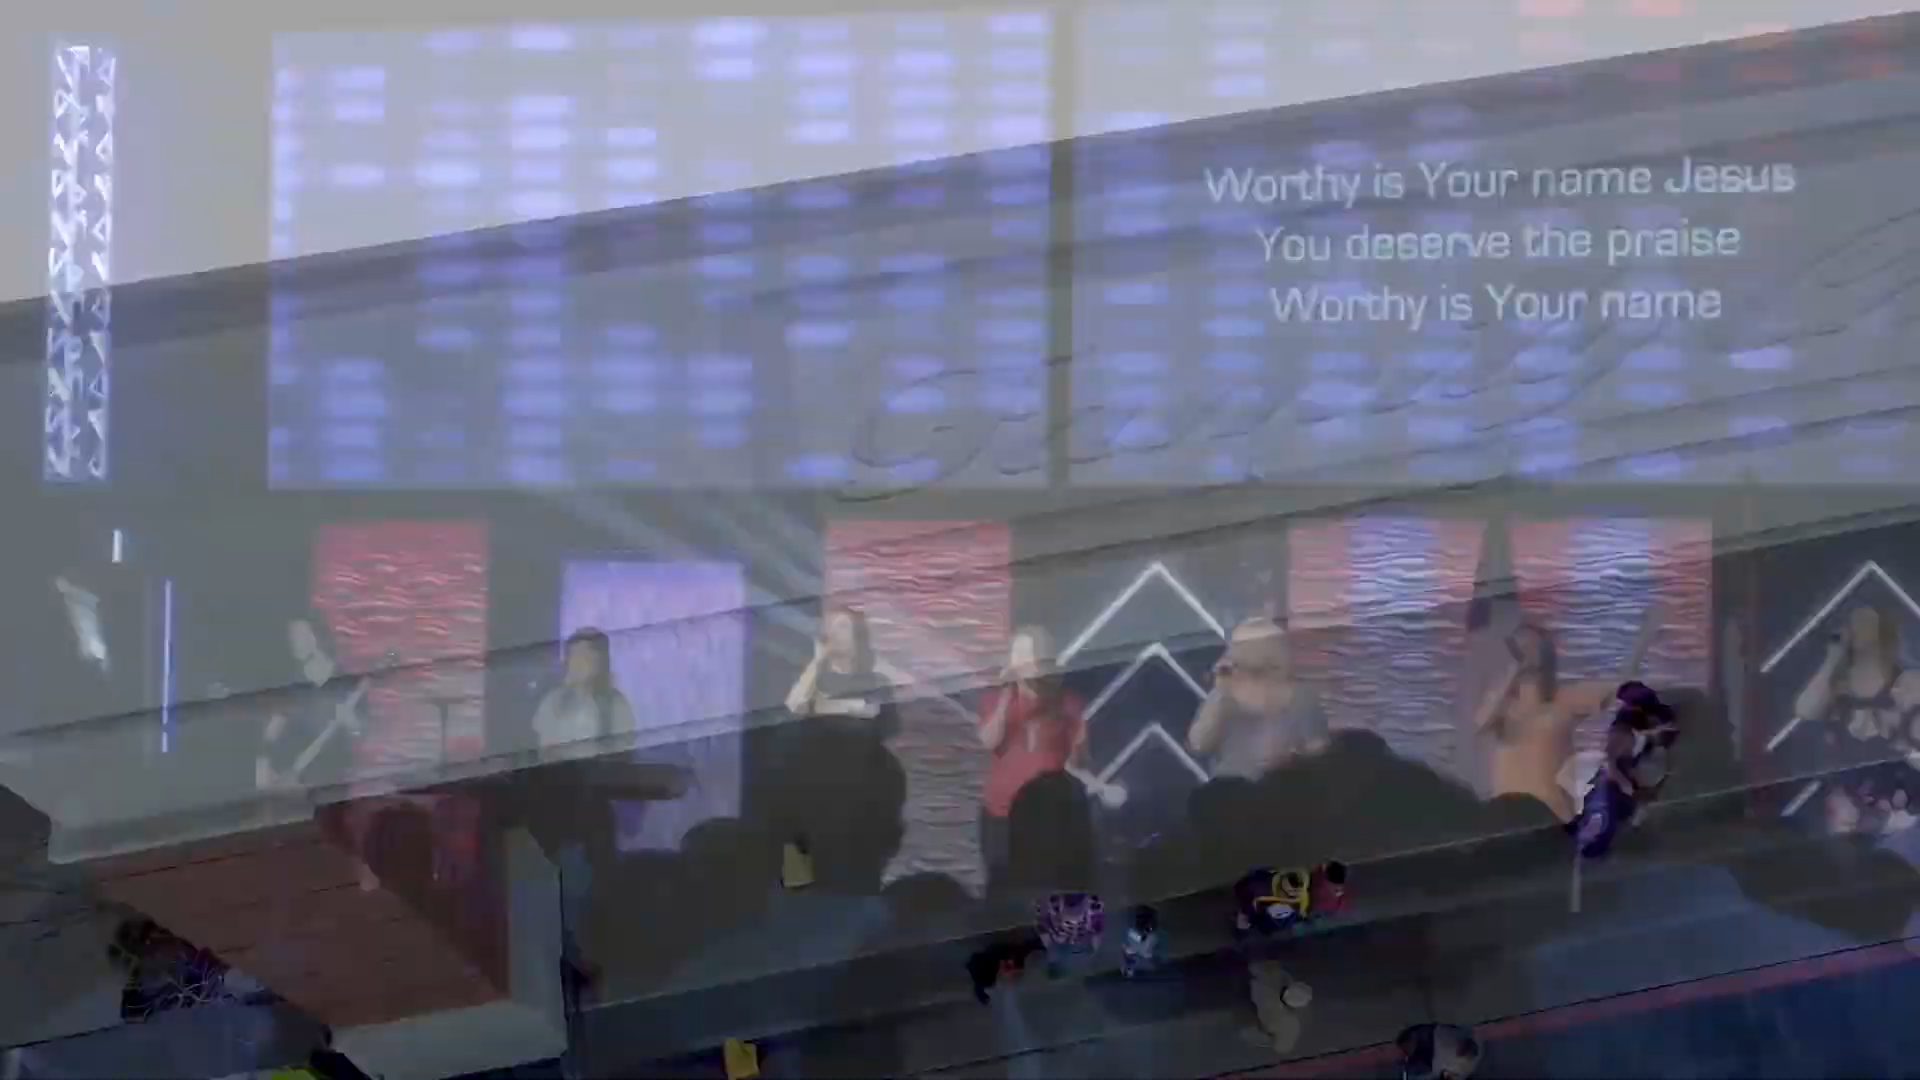 Worthy is Your name Jesus
You deserve the praise
Worthy is Your name